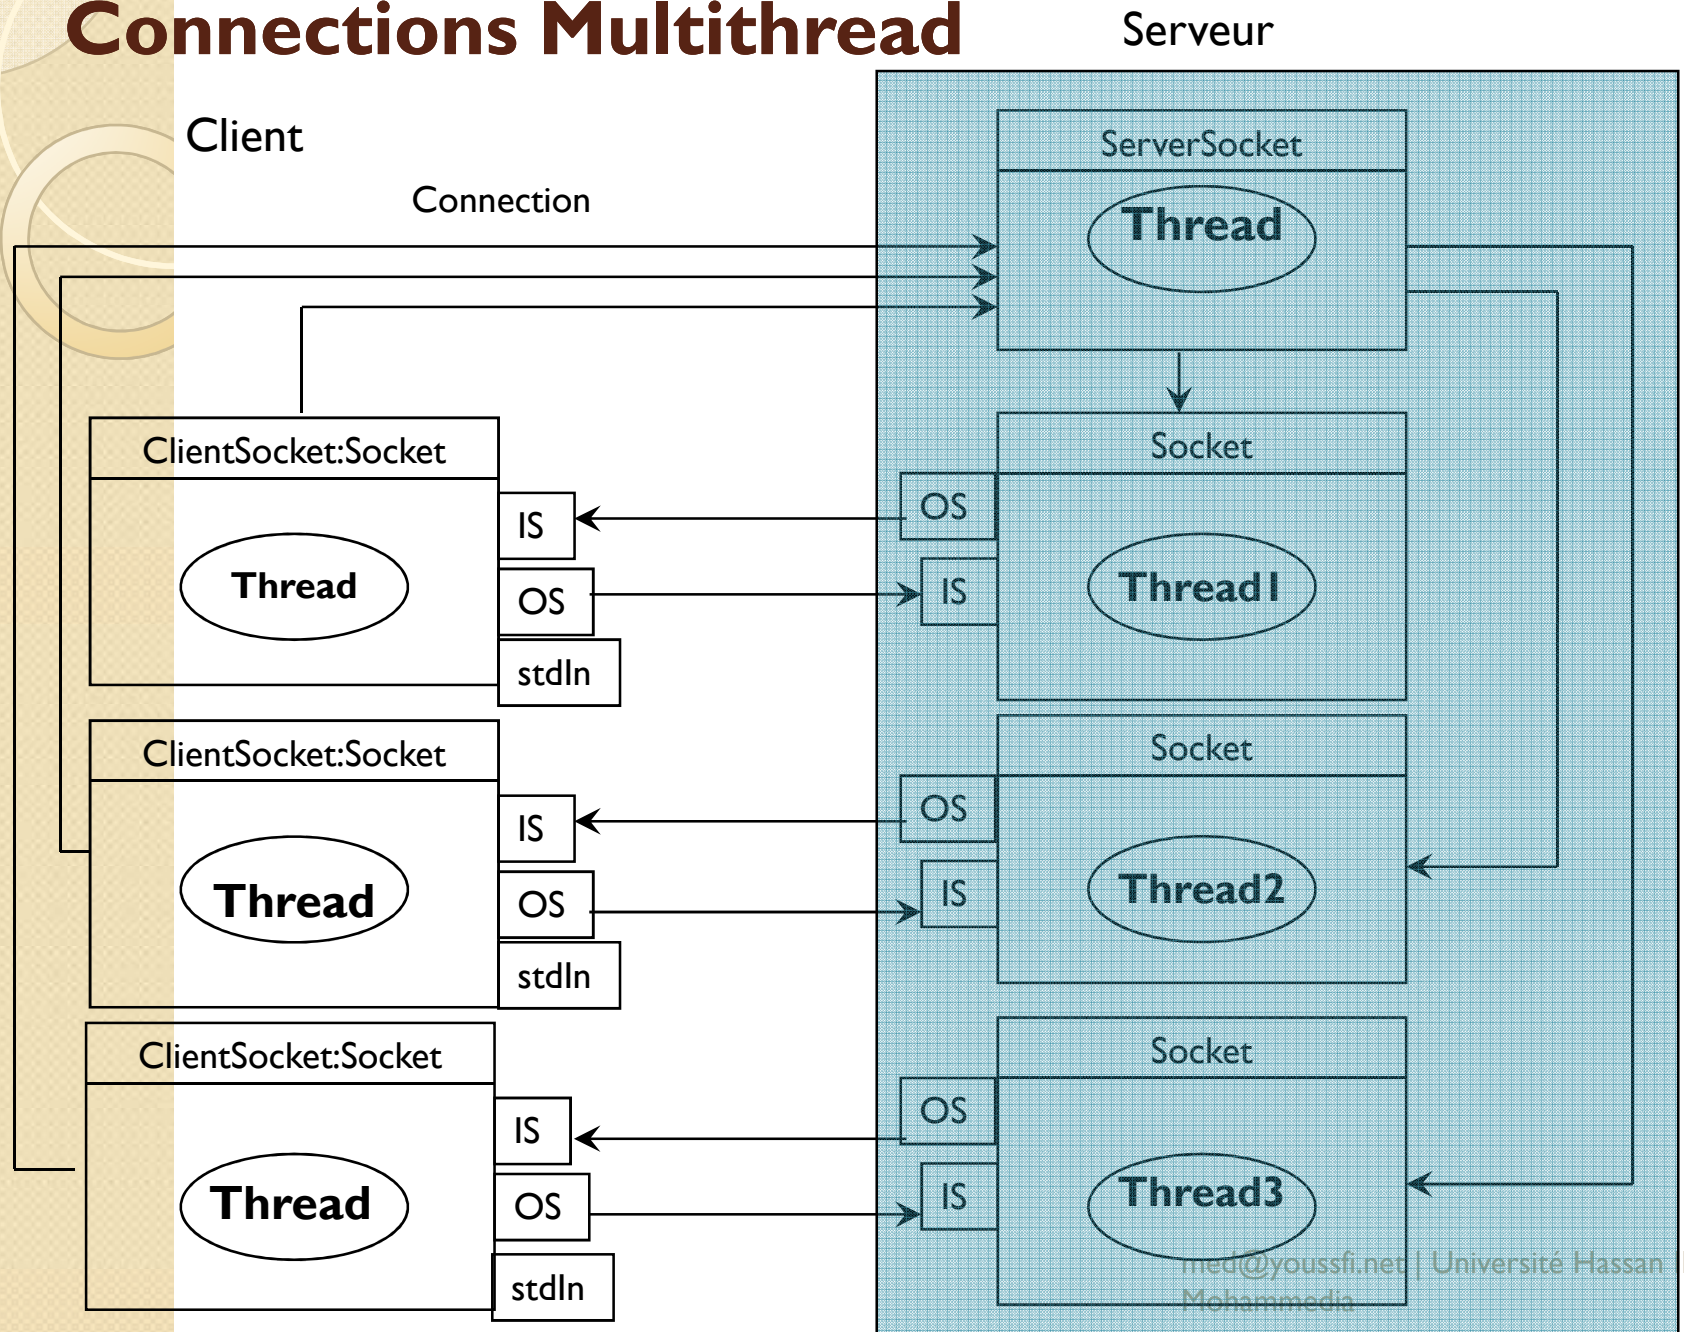 Connections Multithread
Serveur
Client
Connection
ServerSocket
Thread
ClientSocket:Socket
Thread
IS
OS
stdIn
Socket
OS
IS
Thread1
ClientSocket:Socket
Thread
IS
OS
stdIn
Socket
OS
IS
Thread2
ClientSocket:Socket
Thread
IS
OS
stdIn
Socket
OS
IS
Thread3
med@youssfi.net | Université Hassan
Mohammedia